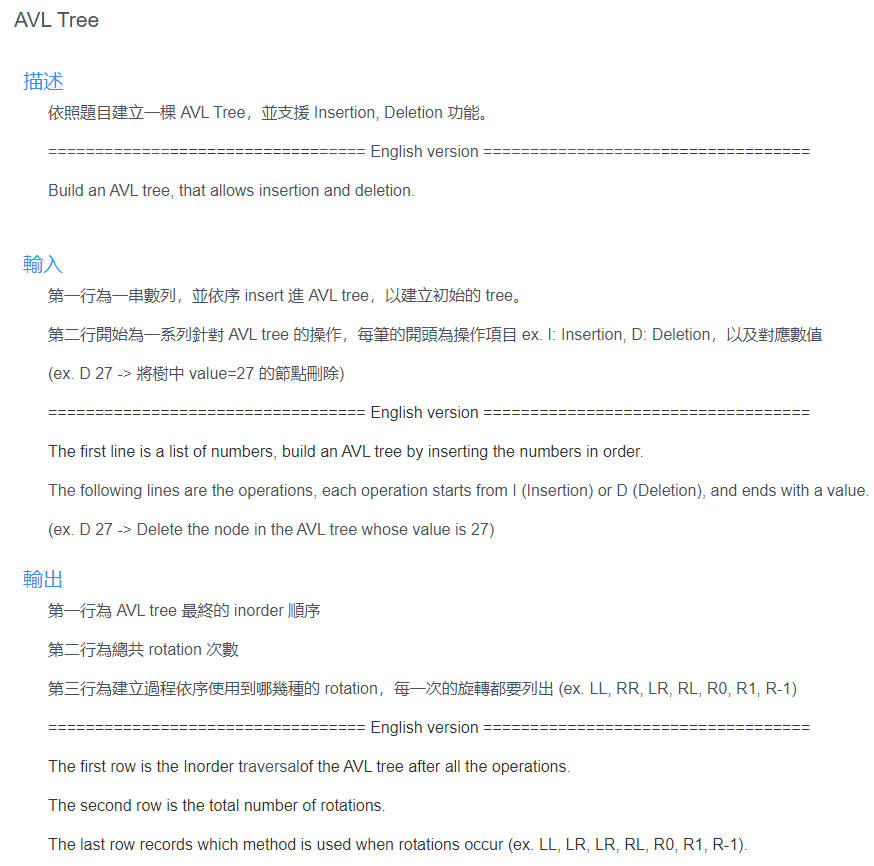 AVL Tree
描述
依照題目建立一棵 AVL Tree，並支援 Insertion, Deletion 功能。
================================== English version ===================================
Build an AVL tree, that allows insertion and deletion.
輸入
第一行為一串數列，並依序 insert 進 AVL tree，以建立初始的 tree。
第二行開始為一系列針對 AVL tree 的操作，每筆的開頭為操作項目 ex. I: Insertion, D: Deletion，以及對應數值
(ex. D 27 -> 將樹中 value=27 的節點刪除)
================================== English version ===================================
The first line is a list of numbers, build an AVL tree by inserting the numbers in order.
The following lines are the operations, each operation starts from I (Insertion) or D (Deletion), and ends with a value.
(ex. D 27 -> Delete the node in the AVL tree whose value is 27)
輸出
第一行為 AVL tree 最終的 inorder 順序
第二行為總共 rotation 次數
第三行為建立過程依序使用到哪幾種的 rotation，每一次的旋轉都要列出 (ex. LL, RR, LR, RL, R0, R1, R-1)
================================== English version ===================================
The first row is the Inorder traversalof the AVL tree after all the operations.
The second row is the total number of rotations.
The last row records which method is used when rotations occur (ex. LL, LR, LR, RL, R0, R1, R-1).